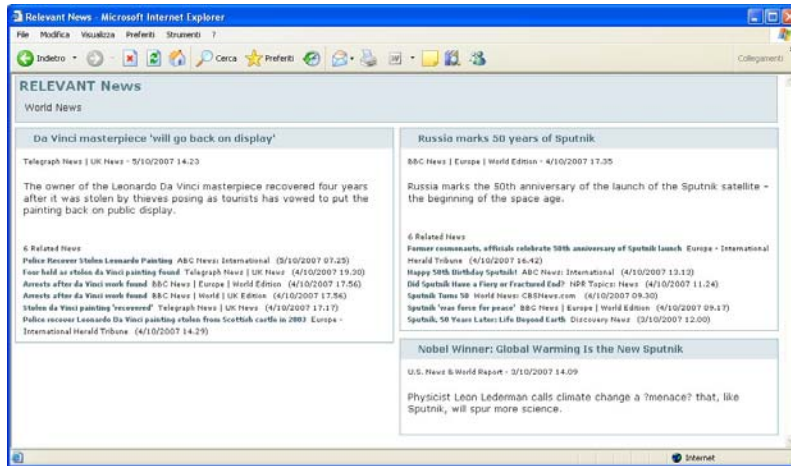 Relevant News - Microsoft Internet Explorer
File Modifica Visualizza Preferiti Strumenti ?
Indietro Cerca Preferiti Collegamenti
RELEVANT News
World News
Da Vinci masterpiece 'will go back on display'
Telegraph News | UK News - 5/10/2007 14.23
The owner of the Leonardo Da Vinci masterpiece recovered four years
after it was stolen by thieves posing as tourists has vowed to put the
painting back on public display.
6 Related News
Police Recover Stolen Leonardo Painting ABC News: International (5/10/2007 07.25)
Four held as stolen da Vinci painting found Telegraph News | UK News (4/10/2007 19.30)
Arrests after da Vinci work found BBC News | Europe | World Edition (4/10/2007 17.56)
Arrests after da Vinci work found BBC News | World | UK Edition (4/10/2007 17.56)
Stolen da Vinci painting 'recovered' Telegraph News | UK News (4/10/2007 17.17)
Police recover Leonardo Da Vinci painting stolen from Scottish castle in 2003 Europe -
International Herald Tribune (4/10/2007 14.29)
Russia marks 50 years of Sputnik
BBC News | Europe | World Edition - 4/10/2007 17.35
Russia marks the 50th anniversary of the launch of the Sputnik satellite –
the beginning of the space age.
6 Related News
Former cosmonauts, officials celebrate 50th anniversary of Sputnik launch Europe - International
Herald Tribune (4/10/2007 16.42)
Happy 50th Birthday Sputnik! ABC News: International (4/10/2007 13.13)
Did Sputnik Have a Fiery or Fractured End? NPR Topics: News (4/10/2007 11.24)
Sputnik Turns 50 World News: CBSNews.com (4/10/2007 09.30)
Sputnik 'was force for peace' BBC News | Europe | World Edition (4/10/2007 09.17)
Sputnik, 50 Years Later: Life Beyond Earth Discovery News (3/10/2007 12.00)
Nobel Winner: Global Warming Is the New Sputnik
U.S. News & World Report - 3/10/2007 14.09
Physicist Leon Lederman calls climate change a ?menace? that, like
Sputnik, will spur more science.
Internet